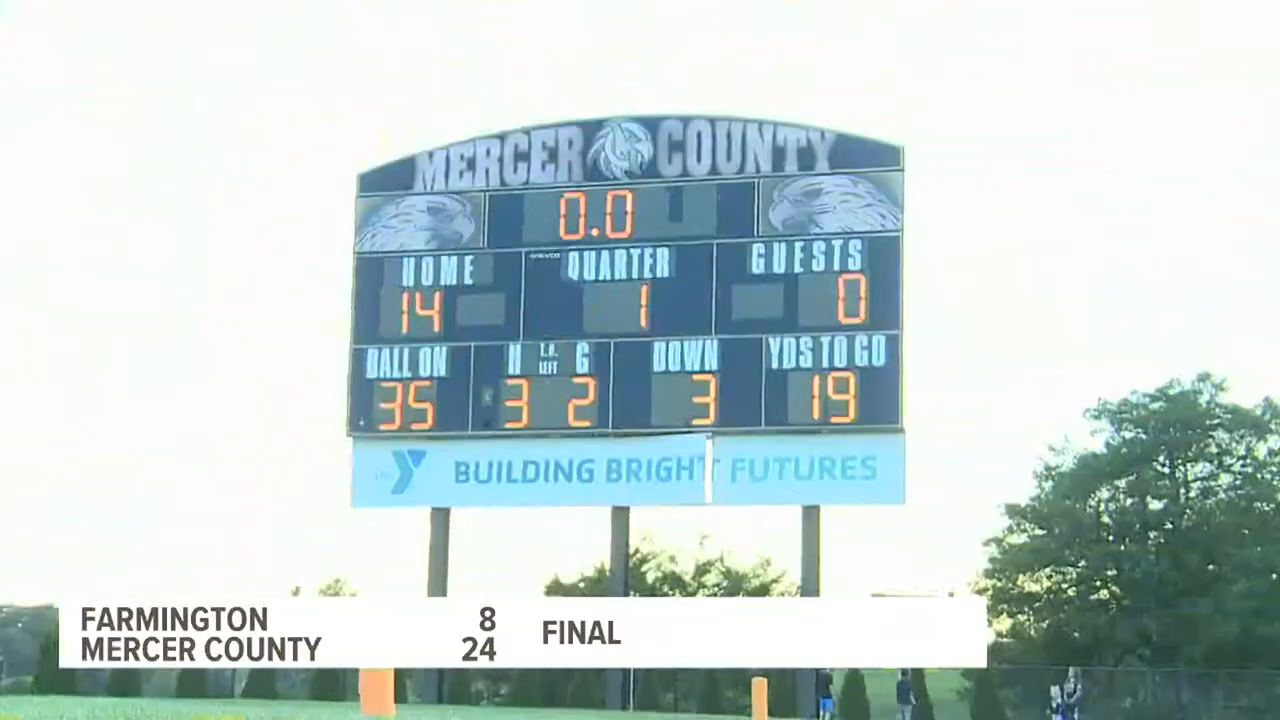 MERCER COUNTY
0.0
HOME QUARTER GUESTS
14 1 0
BALL ON H T.O. LEFT G DOWN YDS TO GO
35 3 2 3 19
BUILDING BRIGHT FUTURES
FARMINGTON 8 FINAL
MERCER COUNTY 24